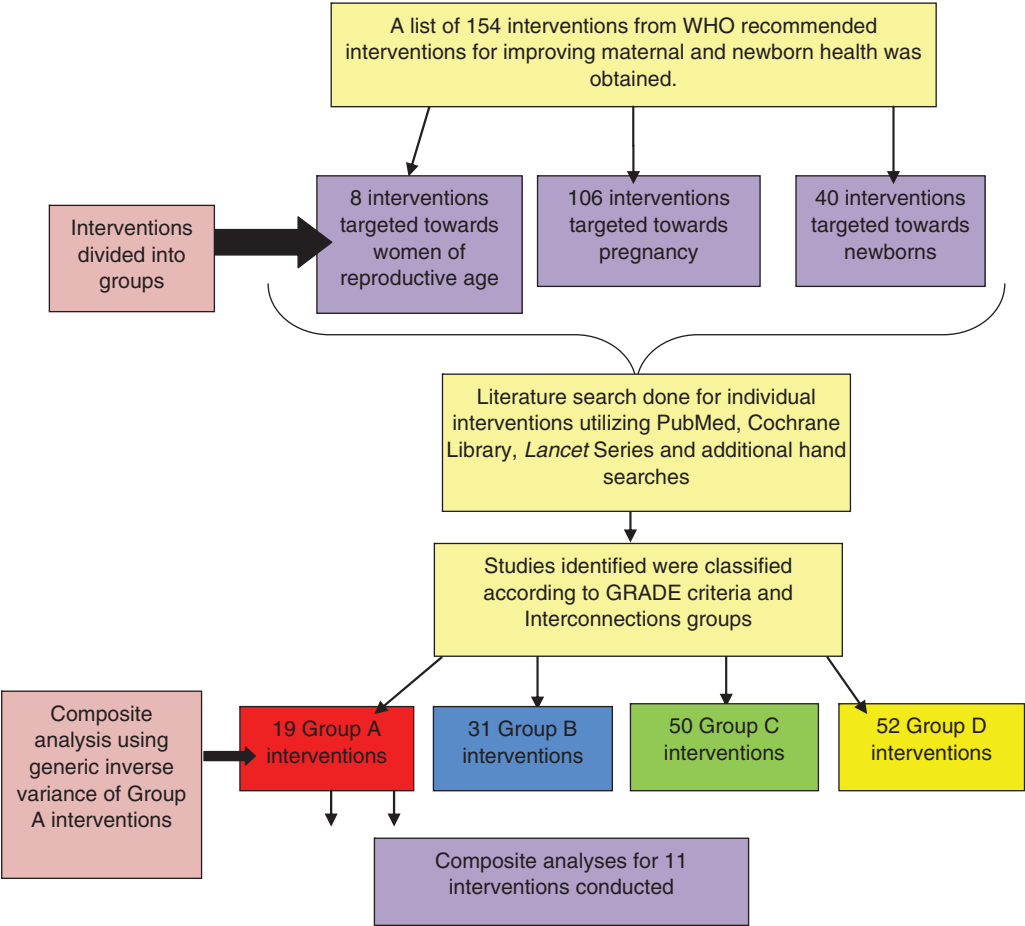 A list of 154 interventions from WHO recommended
interventions for improving maternal and newborn health was
obtained.
Interventions
divided into
groups
8 interventions
targeted towards
women of
reproductive age
106 interventions
targeted towards
pregnancy
40 interventions
targeted towards
newborns
Literature search done for individual
interventions utilizing PubMed, Cochrane
Library, Lancet Series and additional hand
searches
Studies identified were classified
according to GRADE criteria and
Interconnections groups
Composite
analysis using
generic inverse
variance of Group
A interventions
19 Group A
interventions
31 Group B
interventions
50 Group C
interventions
52 Group D
interventions
Composite analyses for 11
interventions conducted